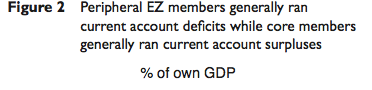 Figure 2 Peripheral EZ members generally ran
current account deficits while core members
generally ran current account surpluses
% of own GDP